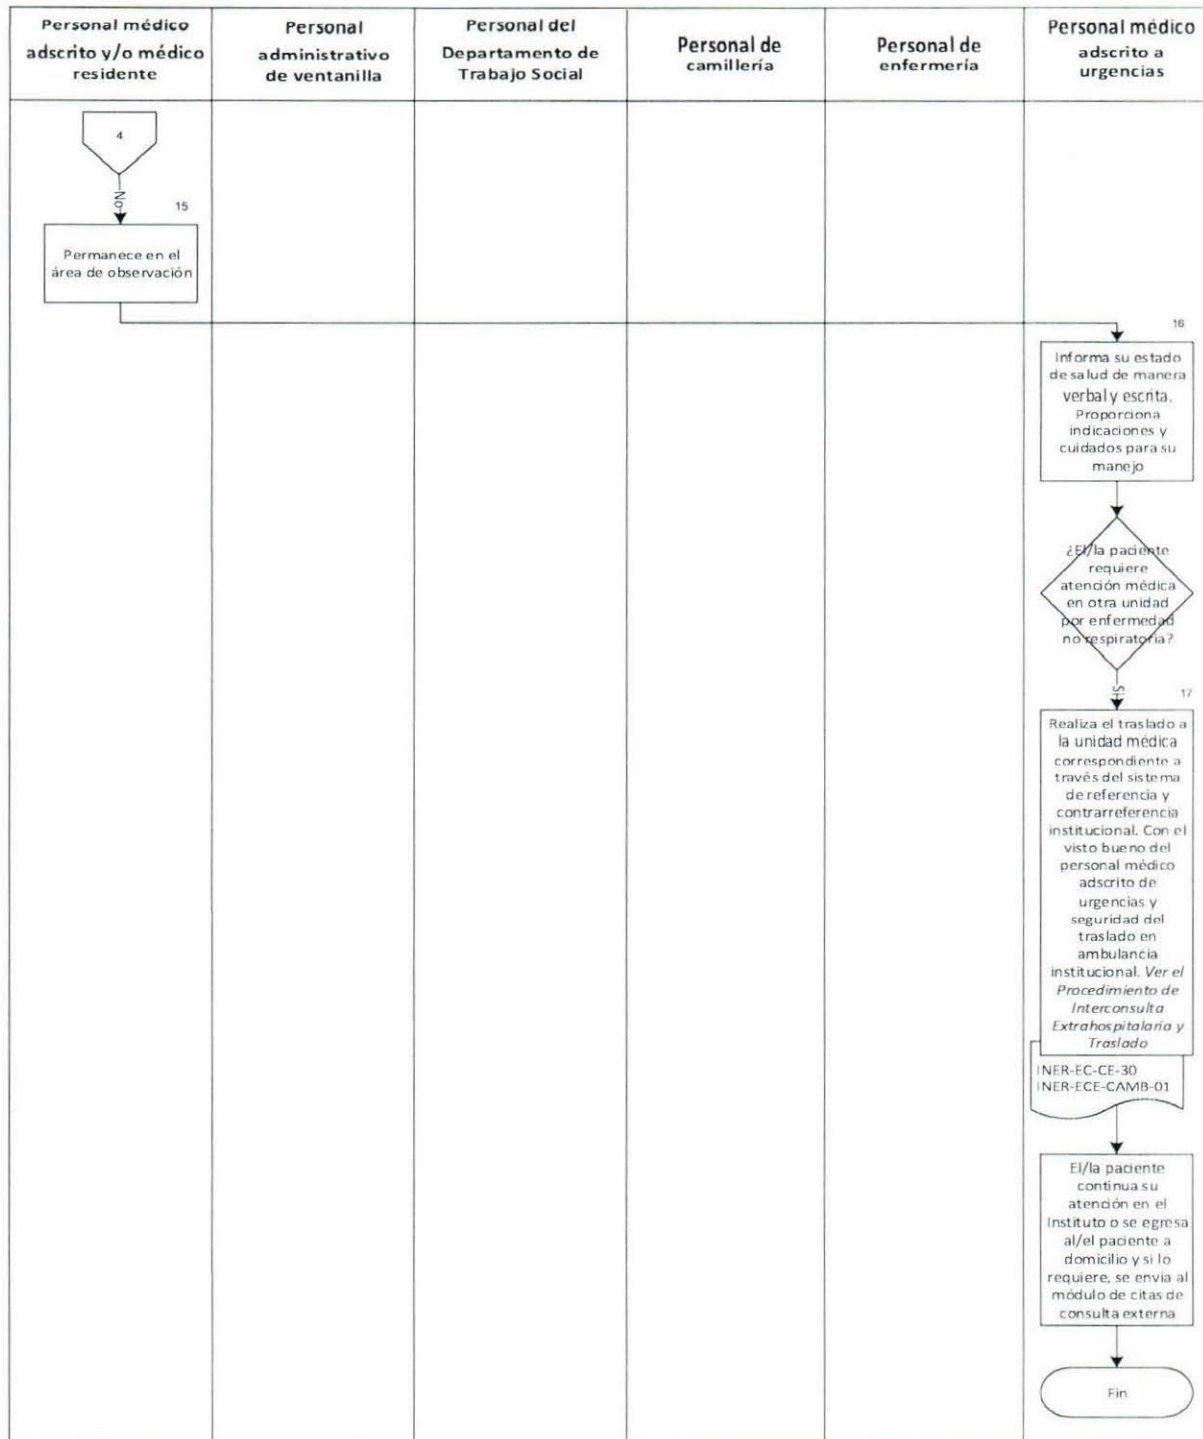 Personal médico
adscrito y/o médico
residente
Personal
administrativo
de ventanilla
Personal del
Departamento de
Trabajo Social
Personal de
camillería
Personal de
enfermería
Personal médico
adscrito a
urgencias
4
No
15
Permanece en el
área de observación
16
Informa su estado
de salud de manera
verbal y escrita.
Proporciona
indicaciones y
cuidados para su
manejo
¿El/la paciente
requiere
atención médica
en otra unidad
por enfermedad
no respiratoria?
Si
17
Realiza el traslado a
la unidad médica
correspondiente a
través del sistema
de referencia y
contrarreferencia
institucional. Con el
visto bueno del
personal médico
adscrito de
urgencias y
seguridad del
traslado en
ambulancia
institucional. Ver el
Procedimiento de
Interconsulta
Extrahospitalaria y
Traslado
INER-EC-CE-30
INER-ECE-CAMB-01
El/la paciente
continua su
atención en el
Instituto o se egresa
al/el paciente a
domicilio y si lo
requiere, se envía al
módulo de citas de
consulta externa
Fin